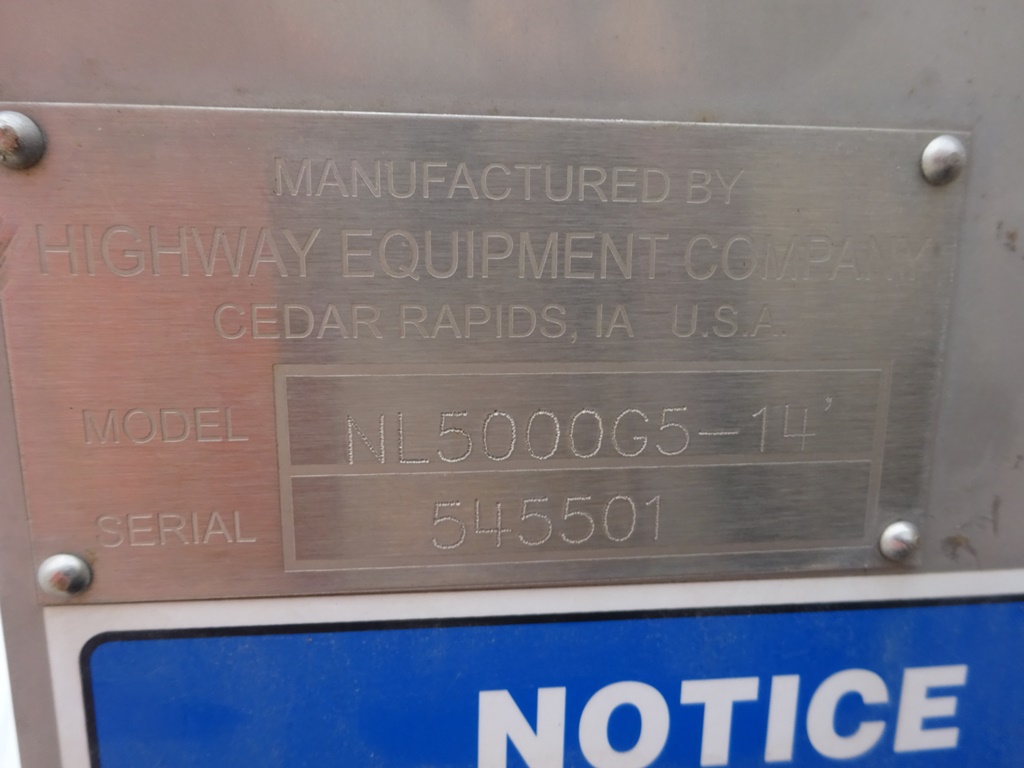 MANUFACTURED BY
HIGHWAY EQUIPMENT COMPANY
CEDAR RAPIDS, IA U.S.A.
MODEL NL5000G5-14'
SERIAL 545501
NOTICE